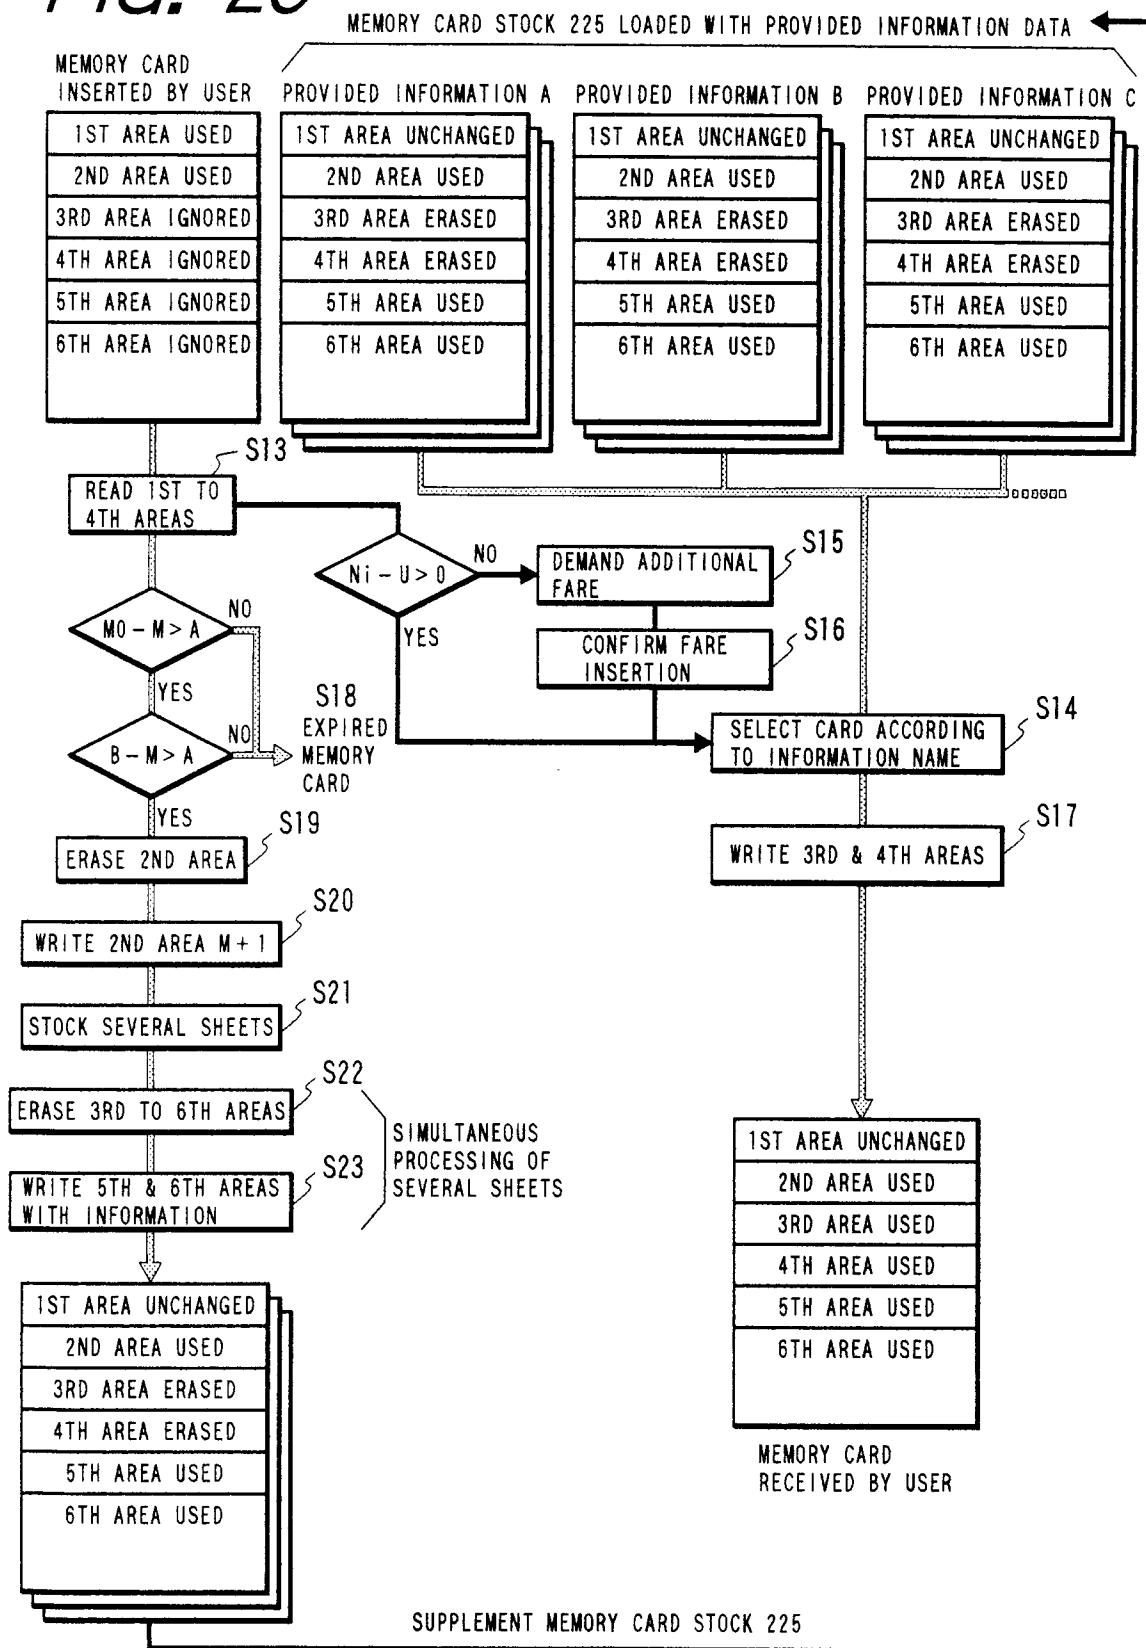 MEMORY CARD STOCK 225 LOADED WITH PROVIDED INFORMATION DATA
MEMORY CARD
INSERTED BY USER
1ST AREA USED
2ND AREA USED
3RD AREA IGNORED
4TH AREA IGNORED
5TH AREA IGNORED
6TH AREA IGNORED
PROVIDED INFORMATION A
1ST AREA UNCHANGED
2ND AREA USED
3RD AREA ERASED
4TH AREA ERASED
5TH AREA USED
6TH AREA USED
PROVIDED INFORMATION B
1ST AREA UNCHANGED
2ND AREA USED
3RD AREA ERASED
4TH AREA ERASED
5TH AREA USED
6TH AREA USED
PROVIDED INFORMATION C
1ST AREA UNCHANGED
2ND AREA USED
3RD AREA ERASED
4TH AREA ERASED
5TH AREA USED
6TH AREA USED
S13
READ 1ST TO
4TH AREAS
Ni-U>0
NO
YES
S15
DEMAND ADDITIONAL
FARE
S16
CONFIRM FARE
INSERTION
M0-M>A
NO
YES
B-M>A
NO
YES
S18
EXPIRED
MEMORY
CARD
S14
SELECT CARD ACCORDING
TO INFORMATION NAME
S17
WRITE 3RD & 4TH AREAS
S19
ERASE 2ND AREA
S20
WRITE 2ND AREA M+1
S21
STOCK SEVERAL SHEETS
S22
ERASE 3RD TO 6TH AREAS
S23
WRITE 5TH & 6TH AREAS
WITH INFORMATION
SIMULTANEOUS
PROCESSING OF
SEVERAL SHEETS
1ST AREA UNCHANGED
2ND AREA USED
3RD AREA USED
4TH AREA USED
5TH AREA USED
6TH AREA USED
MEMORY CARD
RECEIVED BY USER
1ST AREA UNCHANGED
2ND AREA USED
3RD AREA ERASED
4TH AREA ERASED
5TH AREA USED
6TH AREA USED
SUPPLEMENT MEMORY CARD STOCK 225